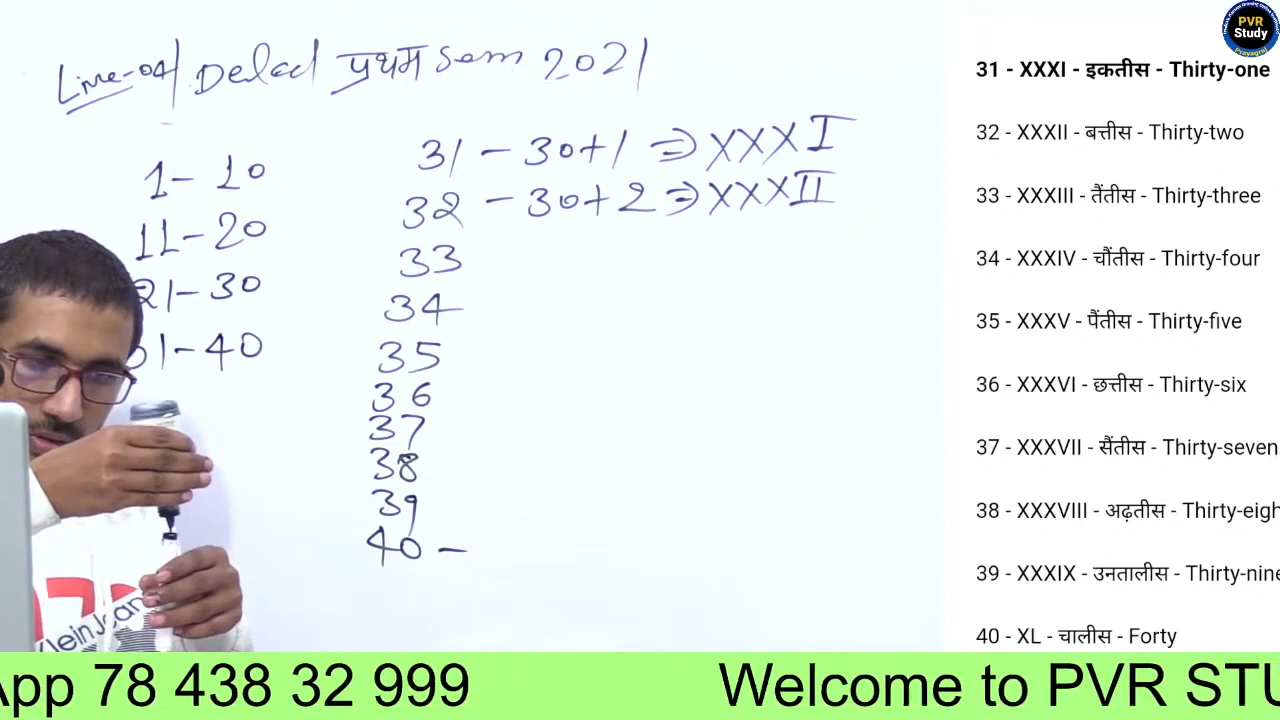 Live-04/ Deled प्रथम Sem 2021
1- 10
11-20
21-30
31-40
31 - 30+1 ⇒ XXXI
32 - 30+2 ⇒ XXXII
33
34
35
36
37
38
39
40 -
PVR
Study
Prayagraj
31 - XXXI - इकतीस - Thirty-one
32 - XXXII - बत्तीस - Thirty-two
33 - XXXIII - तैंतीस - Thirty-three
34 - XXXIV - चौंतीस - Thirty-four
35 - XXXV - पैंतीस - Thirty-five
36 - XXXVI - छत्तीस - Thirty-six
37 - XXXVII - सैंतीस - Thirty-seven
38 - XXXVIII - अढ़तीस - Thirty-eigh
39 - XXXIX - उनतालीस - Thirty-nine
40 - XL - चालीस - Forty
klein Jean
App 78 438 32 999 Welcome to PVR STU